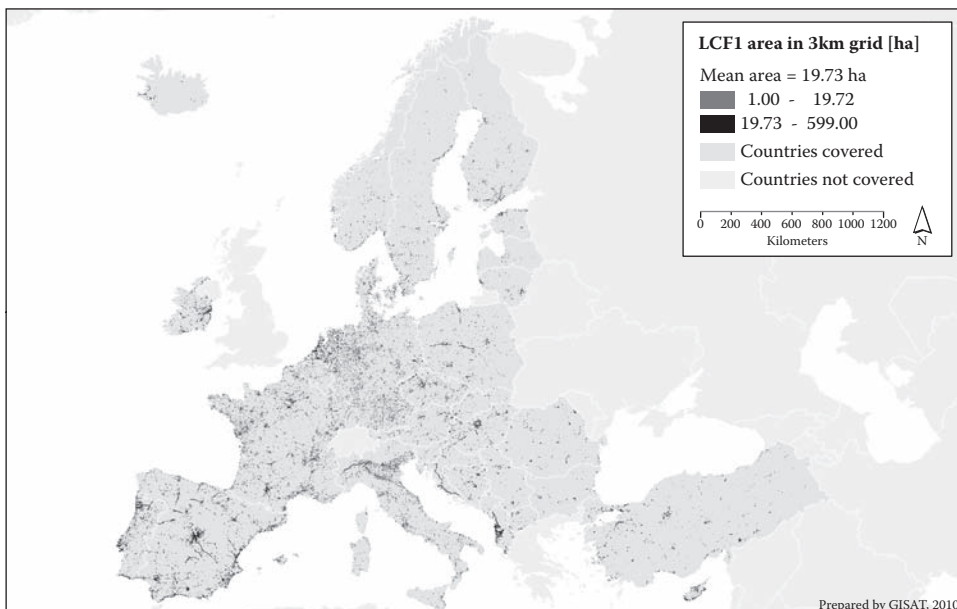 LCF1 area in 3km grid [ha]
Mean area = 19.73 ha
1.00 - 19.72
19.73 - 599.00
Countries covered
Countries not covered
0 200 400 600 800 1000 1200
Kilometers
N
Prepared by GISAT, 2010